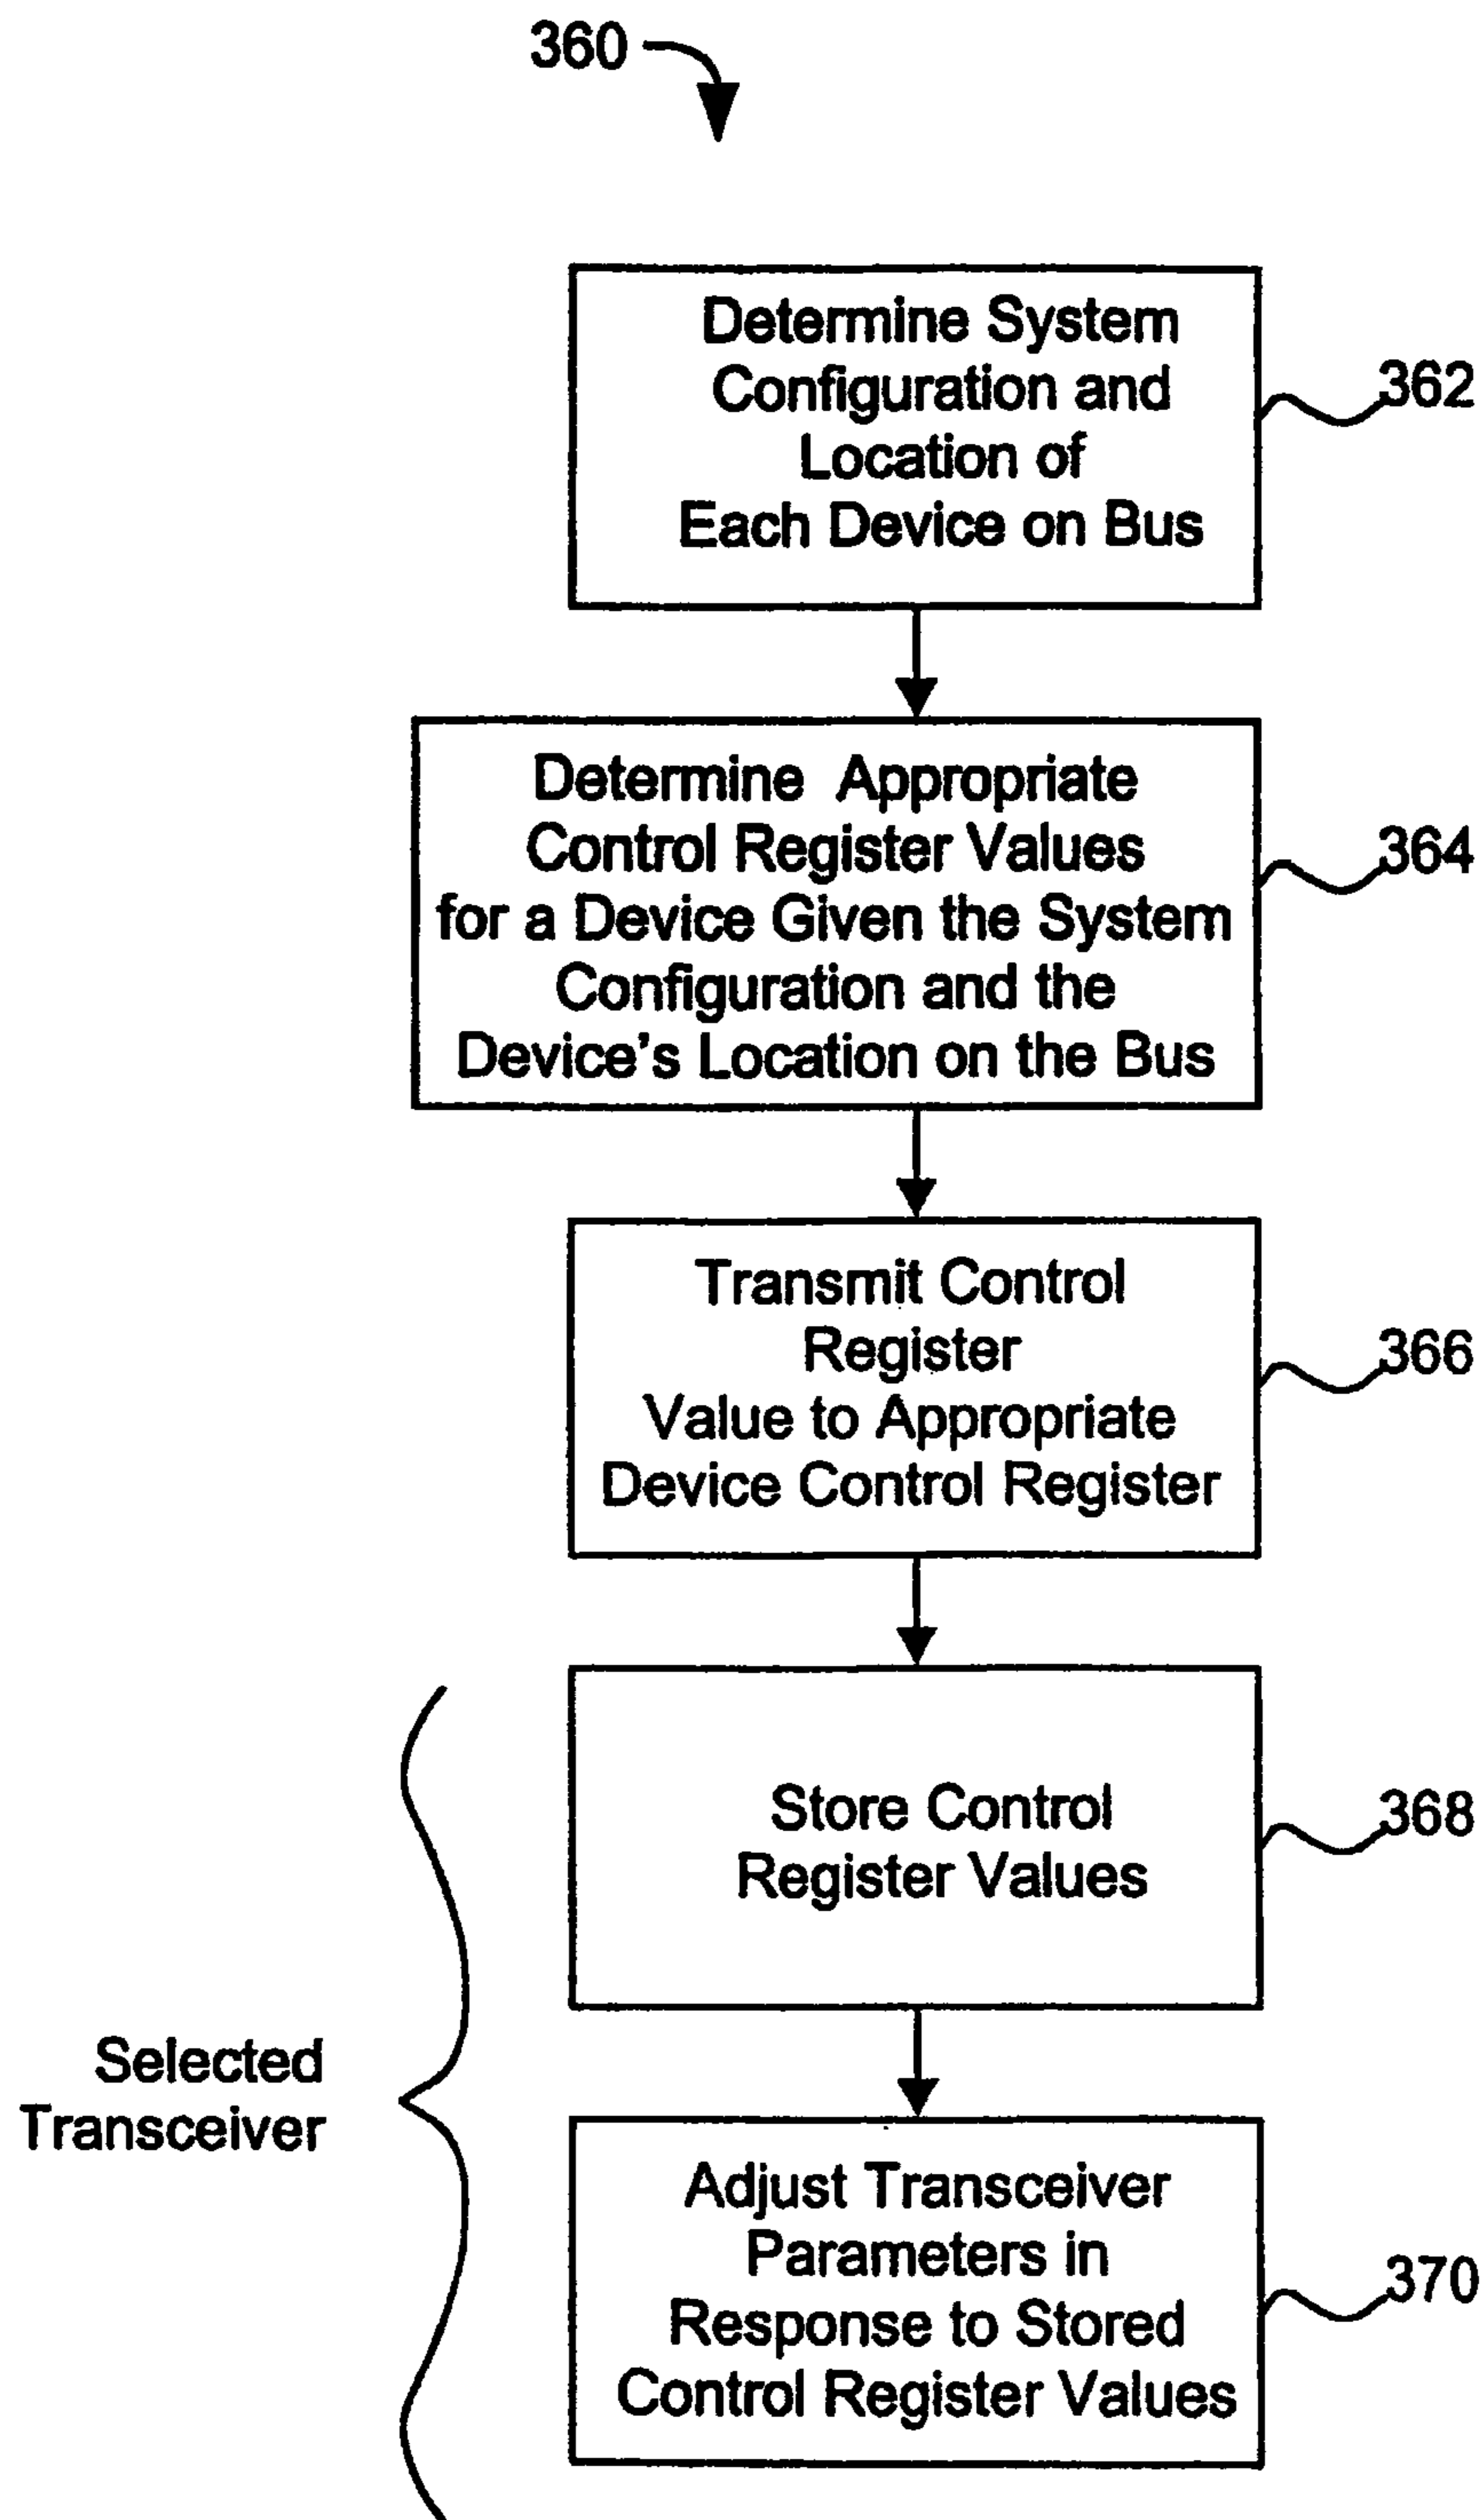 360
Determine System
Configuration and
Location of
Each Device on Bus
362
Determine Appropriate
Control Register Values
for a Device Given the System
Configuration and the
Device's Location on the Bus
364
Transmit Control
Register
Value to Appropriate
Device Control Register
366
Store Control
Register Values
368
Selected
Transceiver
Adjust Transceiver
Parameters in
Response to Stored
Control Register Values
370